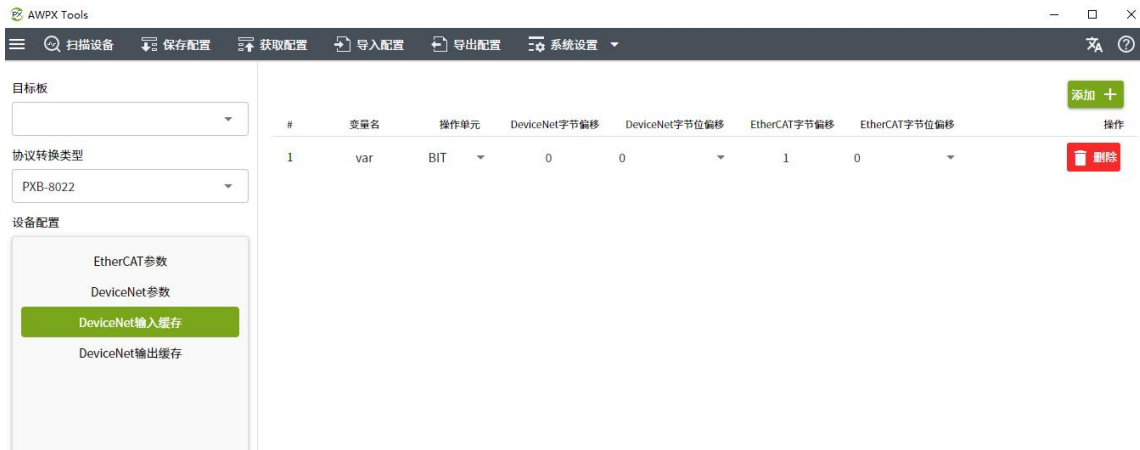 AWPX Tools
扫描设备 保存配置 获取配置 导入配置 导出配置 系统设置
目标板
添加
# 变量名 操作单元 DeviceNet字节偏移 DeviceNet字节位偏移 EtherCAT字节偏移 EtherCAT字节位偏移 操作
协议转换类型
1 var BIT 0 0 1 0 删除
PXB-8022
设备配置
EtherCAT参数
DeviceNet参数
DeviceNet输入缓存
DeviceNet输出缓存